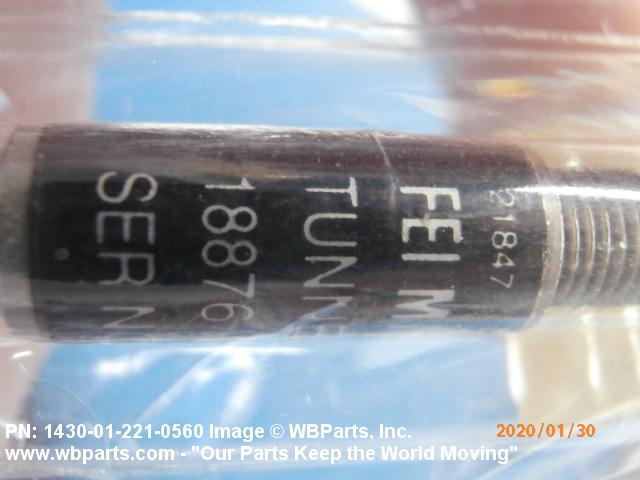 21847
FEI M
TUNNE
18876
SER N
PN: 1430-01-221-0560 Image © WBParts, Inc.
2020/01/30
www.wbparts.com - "Our Parts Keep the World Moving"